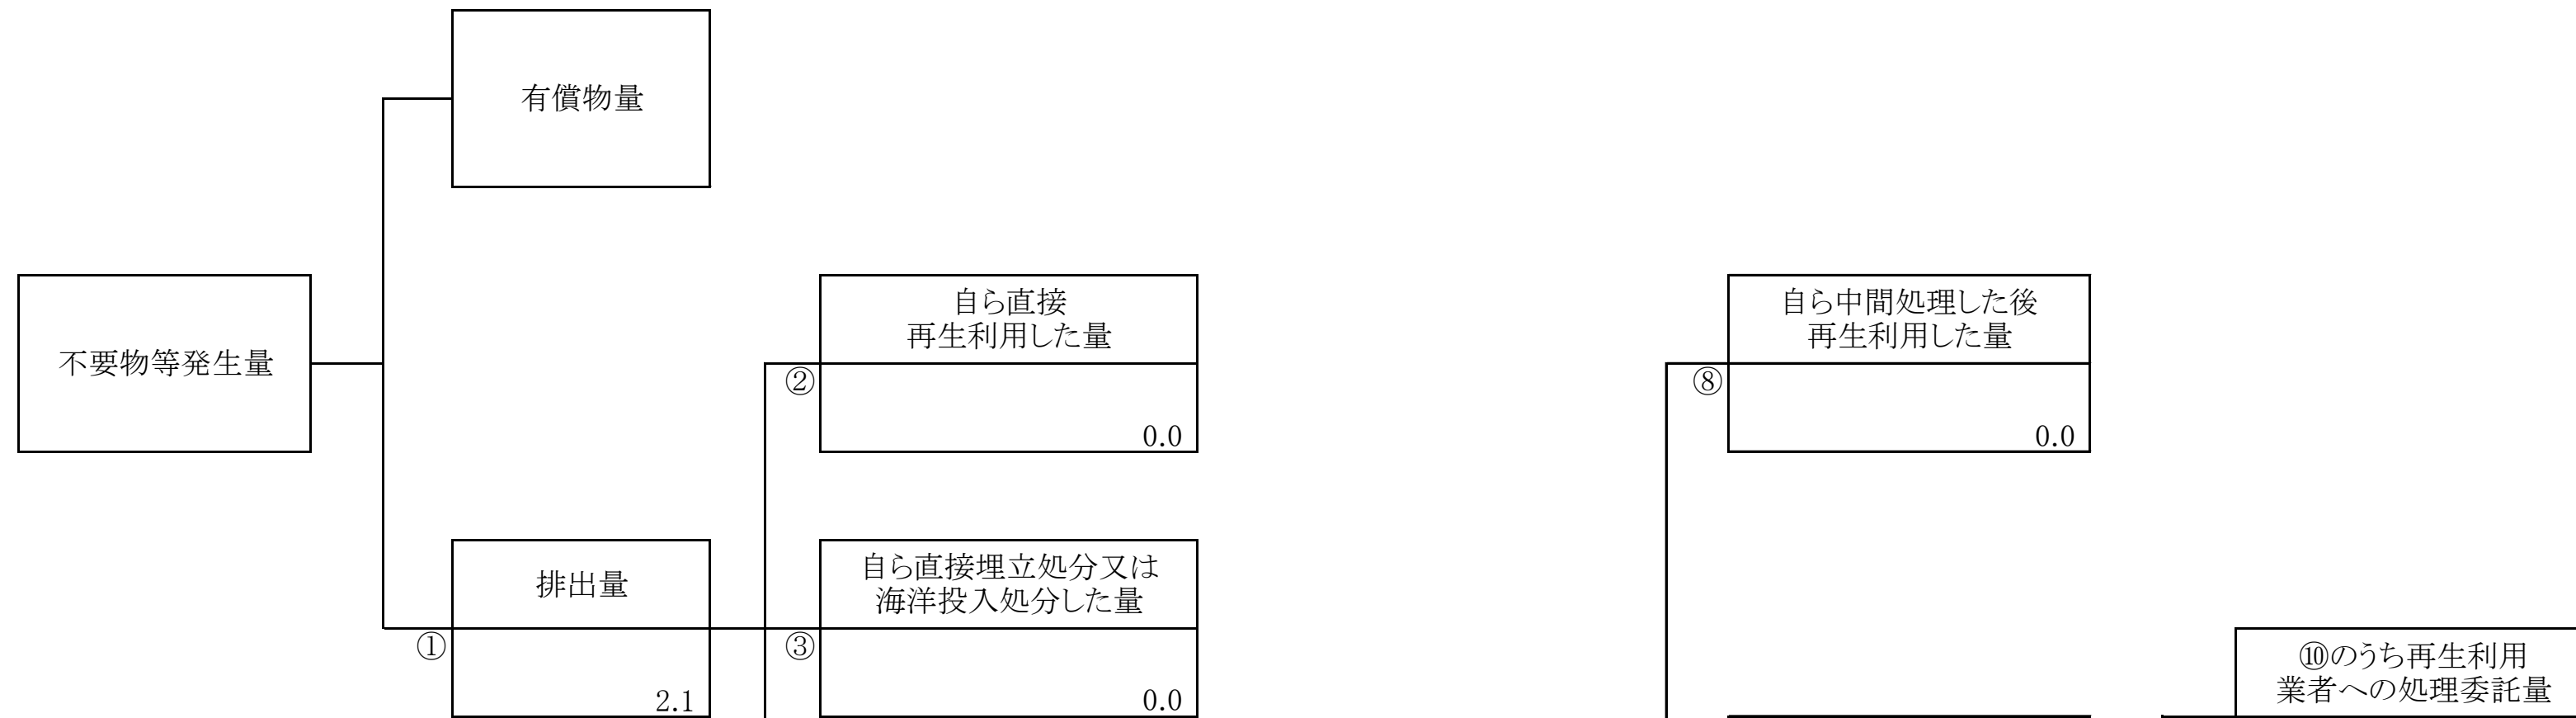 有償物量
不要物等発生量
自ら直接
再生利用した量
②
0.0
自ら中間処理した後
再生利用した量
⑧
0.0
排出量
①
2.1
自ら直接埋立処分又は
海洋投入処分した量
③
0.0
⑩のうち再生利用
業者への処理委託量